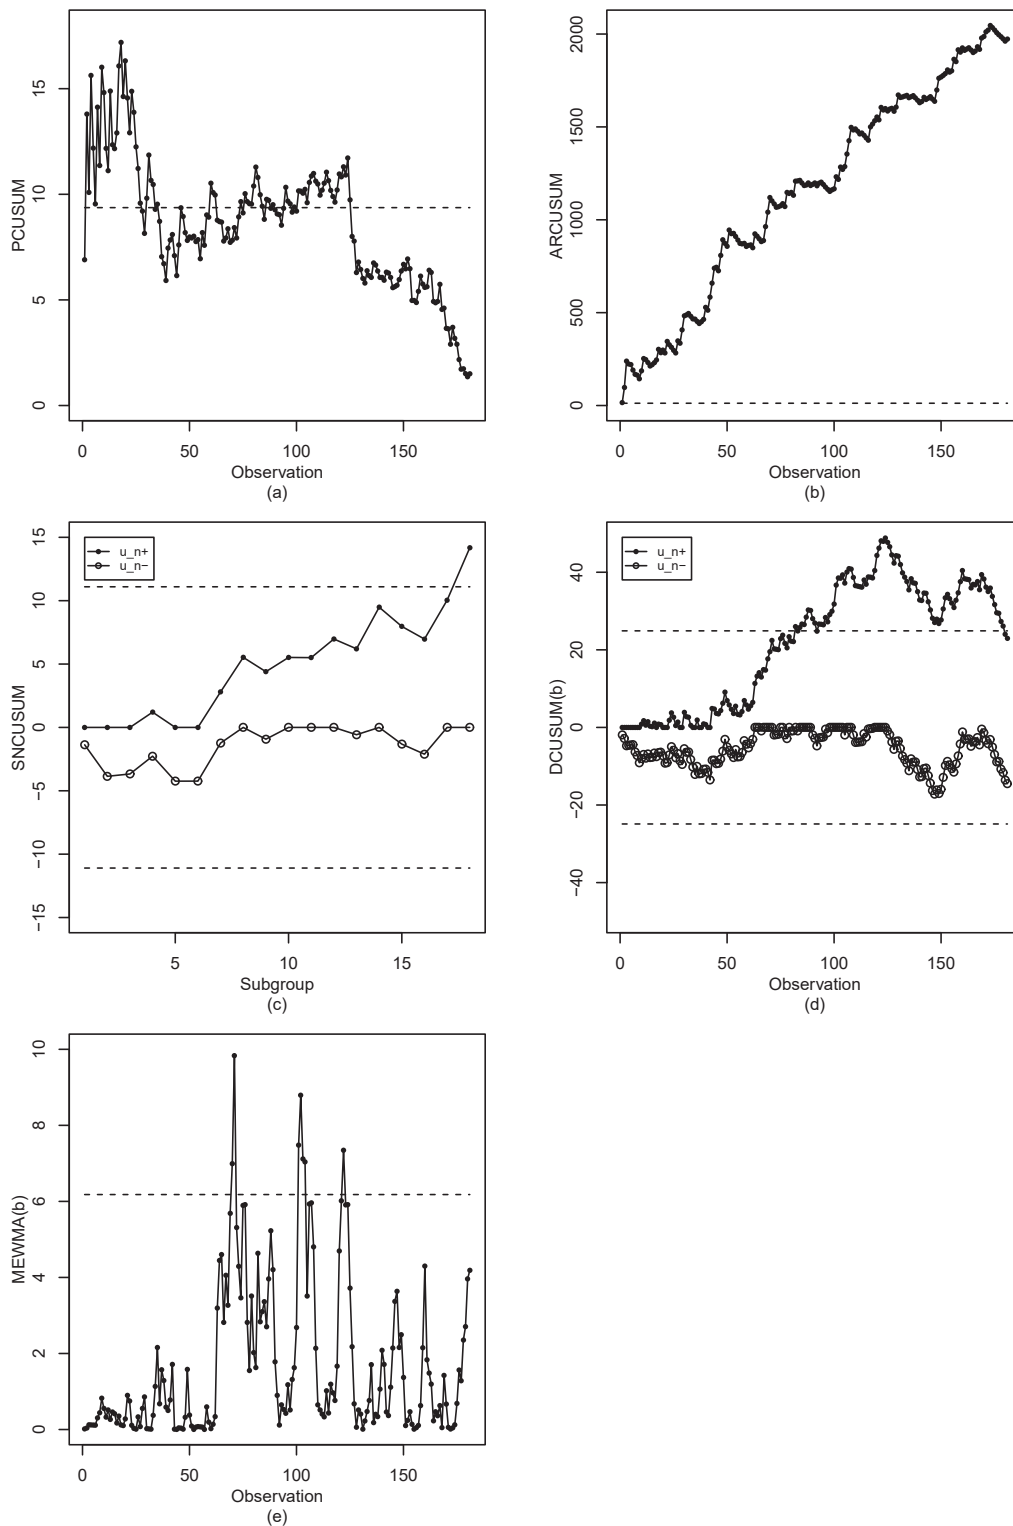 PCUSUM
0 5 10 15
0 50 100 150
Observation
(a)
ARCUSUM
0 500 1000 1500 2000
0 50 100 150
Observation
(b)
SNCUSUM
−15 −10 −5 0 5 10 15
u_n+
u_n−
5 10 15
Subgroup
(c)
DCUSUM(b)
−40 −20 0 20 40
u_n+
u_n−
0 50 100 150
Observation
(d)
MEWMA(b)
0 2 4 6 8 10
0 50 100 150
Observation
(e)